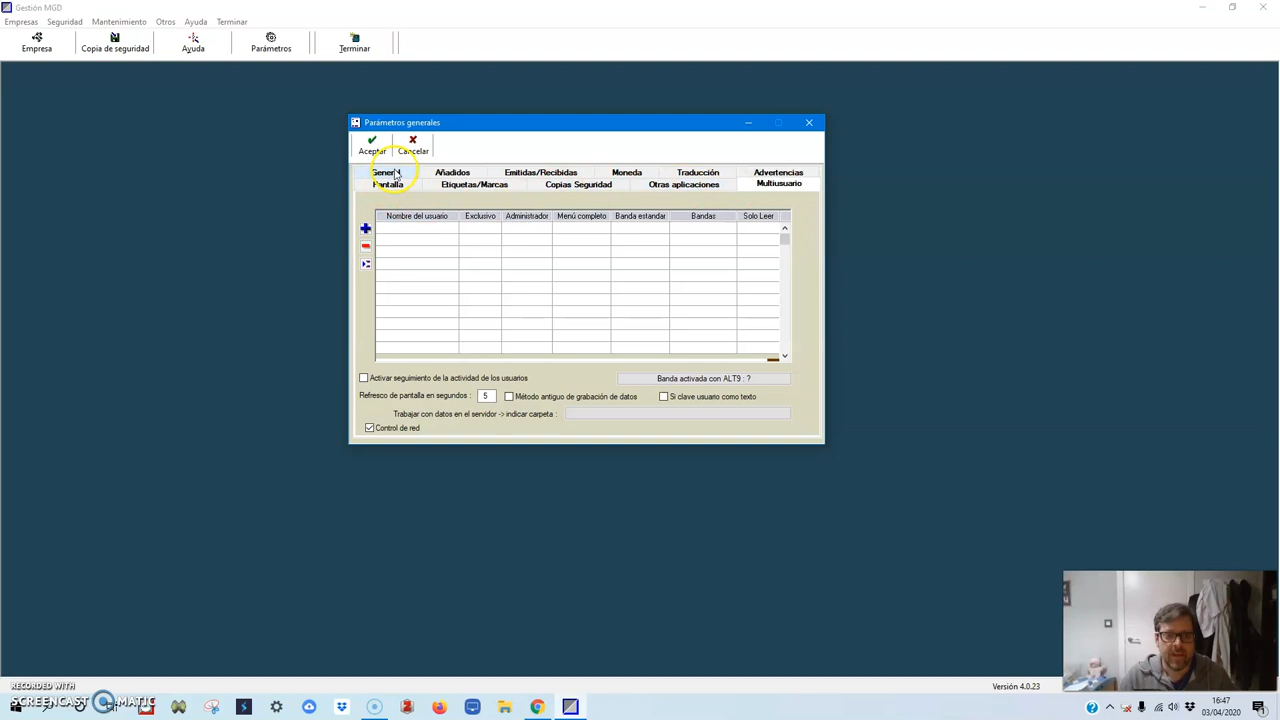 Gestión MGD
Empresas Seguridad Mantenimiento Otros Ayuda Terminar
Empresa Copia de seguridad Ayuda Parámetros Terminar
Parámetros generales
Aceptar Cancelar
General Añadidos Emitidas/Recibidas Moneda Traducción Advertencias
Pantalla Etiquetas/Marcas Copias Seguridad Otras aplicaciones Multiusuario
Nombre del usuario Exclusivo Administrador Menú completo Banda estandar Bandas Solo Leer
Activar seguimiento de la actividad de los usuarios Banda activada con ALT9 : ?
Refresco de pantalla en segundos : 5 Método antiguo de grabación de datos Si clave usuario como texto
Trabajar con datos en el servidor -> indicar carpeta :
Control de red
Versión 4.0.23
RECORDED WITH
SCREENCAST MATIC
16:47
03/04/2020